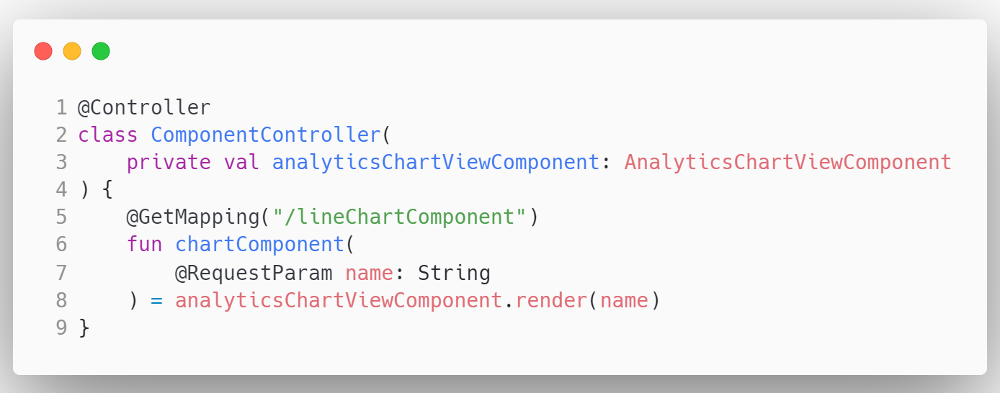 1 @Controller
2 class ComponentController(
3     private val analyticsChartViewComponent: AnalyticsChartViewComponent
4 ) {
5     @GetMapping("/lineChartComponent")
6     fun chartComponent(
7         @RequestParam name: String
8     ) = analyticsChartViewComponent.render(name)
9 }